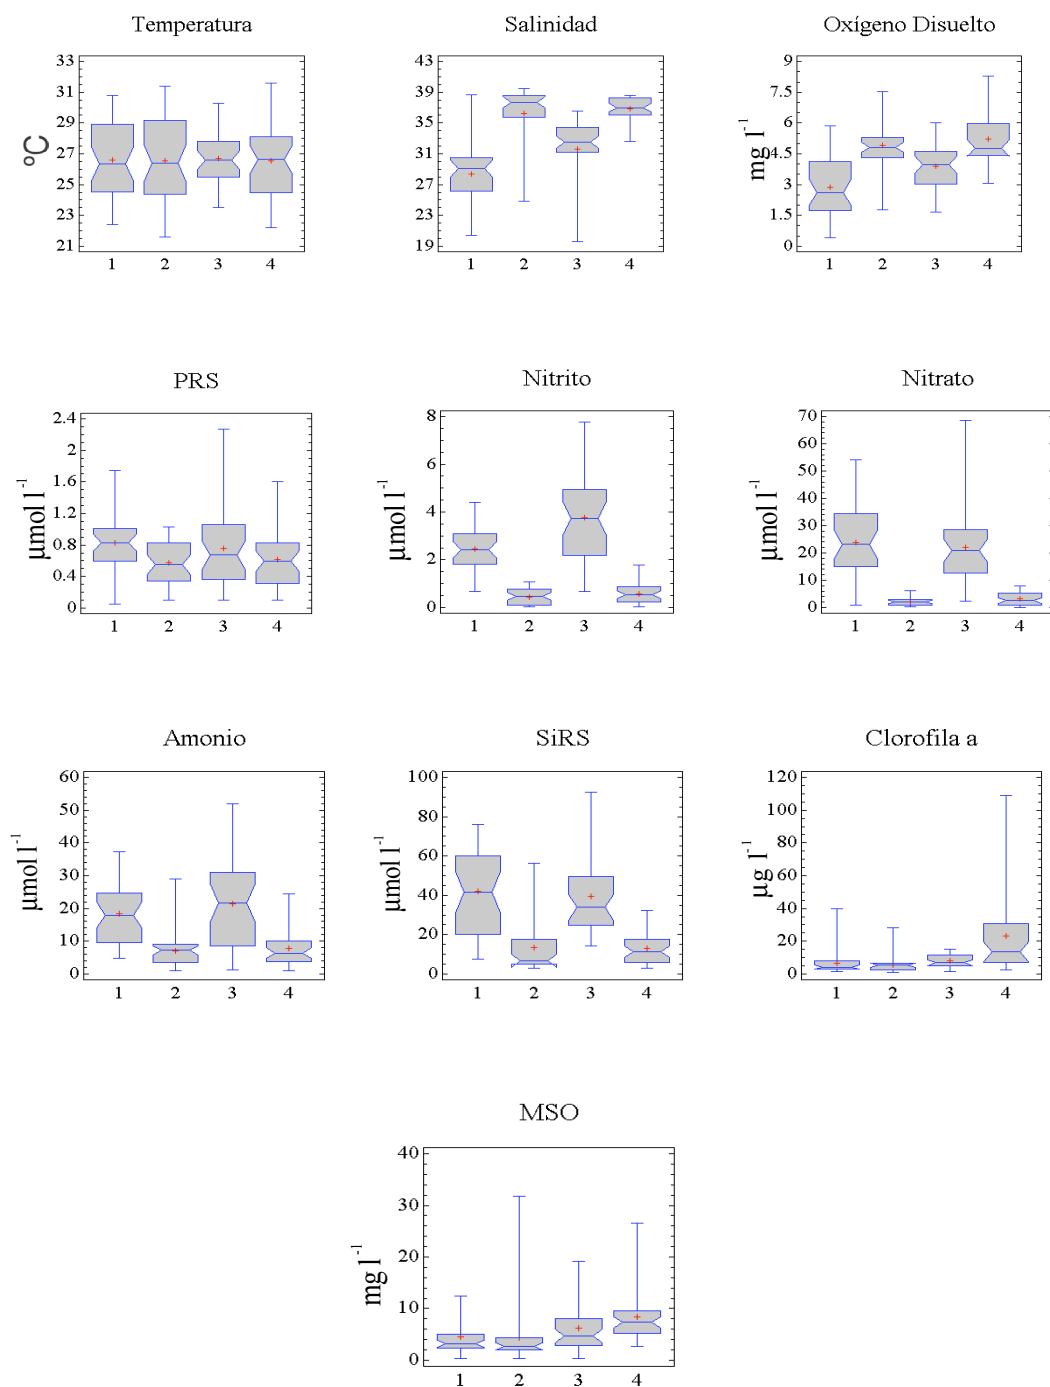 Temperatura
Salinidad
Oxígeno Disuelto
33
31
29
27
25
23
21
ºC
1 2 3 4
43
39
35
31
27
23
19
1 2 3 4
9
7.5
6
4.5
3
1.5
0
mg l-1
1 2 3 4
PRS
Nitrito
Nitrato
2.4
2
1.6
1.2
0.8
0.4
0
µmol l-1
1 2 3 4
8
6
4
2
0
µmol l-1
1 2 3 4
70
60
50
40
30
20
10
0
µmol l-1
1 2 3 4
Amonio
SiRS
Clorofila a
60
50
40
30
20
10
0
µmol l-1
1 2 3 4
100
80
60
40
20
0
µmol l-1
1 2 3 4
120
100
80
60
40
20
0
µg l-1
1 2 3 4
MSO
40
30
20
10
0
mg l-1
1 2 3 4